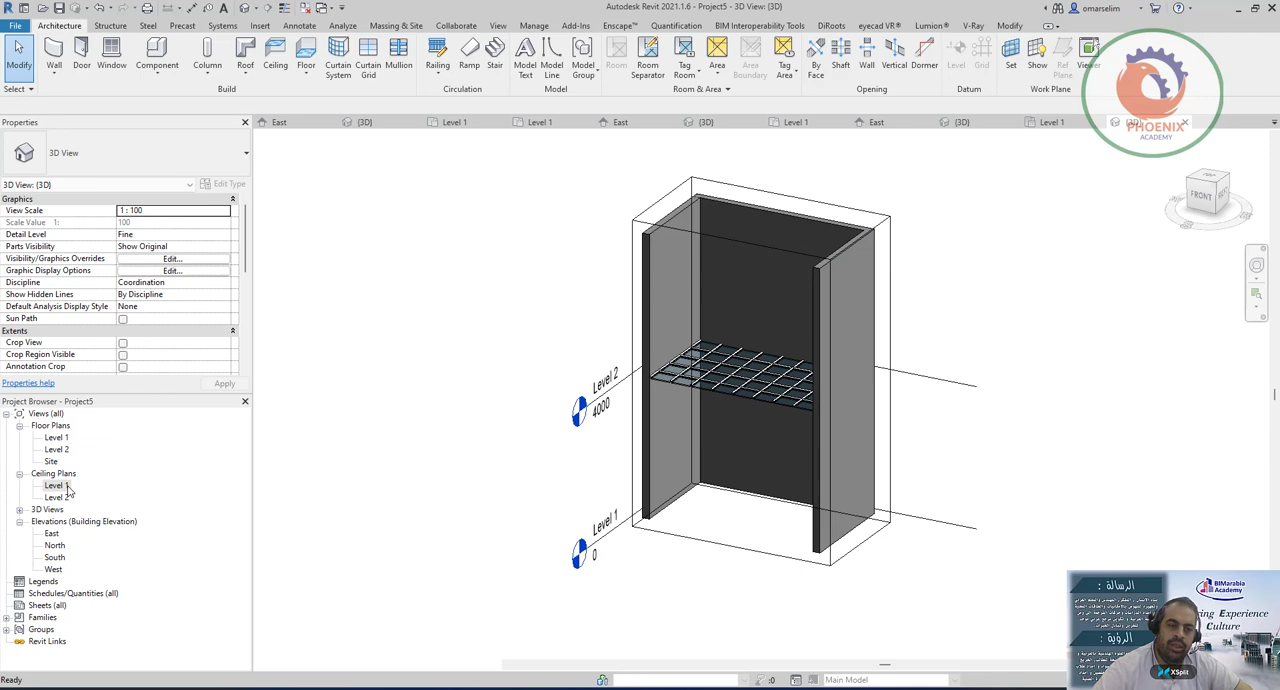 Autodesk Revit 2021.1.6 - Project5 - 3D View: {3D}
omarselim
File Architecture Structure Steel Precast Systems Insert Annotate Analyze Massing & Site Collaborate View Manage Add-Ins Enscape™ Quantification BIM Interoperability Tools DiRoots eyecad VR® Lumion® V-Ray Modify
Modify Wall Door Window Component Column Roof Ceiling Floor Curtain System Curtain Grid Mullion Railing Ramp Stair Model Text Model Line Model Group Room Room Separator Tag Room Area Area Boundary Tag Area By Face Shaft Wall Vertical Dormer Level Grid Set Show Ref Plane Viewer
Select Build Circulation Model Room & Area Opening Datum Work Plane
Properties
East {3D} Level 1 Level 1 East {3D} Level 1 East {3D} Level 1
PHOENIX
ACADEMY
3D View
3D View: {3D} Edit Type
Graphics
View Scale 1 : 100
Scale Value 1: 100
Detail Level Fine
Parts Visibility Show Original
Visibility/Graphics Overrides Edit...
Graphic Display Options Edit...
Discipline Coordination
Show Hidden Lines By Discipline
Default Analysis Display Style None
Sun Path
Extents
Crop View
Crop Region Visible
Annotation Crop
Properties help Apply
Project Browser - Project5
Views (all)
Floor Plans
Level 1
Level 2
Site
Ceiling Plans
Level 1
Level 2
3D Views
Elevations (Building Elevation)
East
North
South
West
Legends
Schedules/Quantities (all)
Sheets (all)
Families
Groups
Revit Links
Level 2
4000
Level 1
0
FRONT
الرسالة :
الرؤية :
BIMarabia
Academy
Experience
Culture
XSplit
Ready :0 Main Model